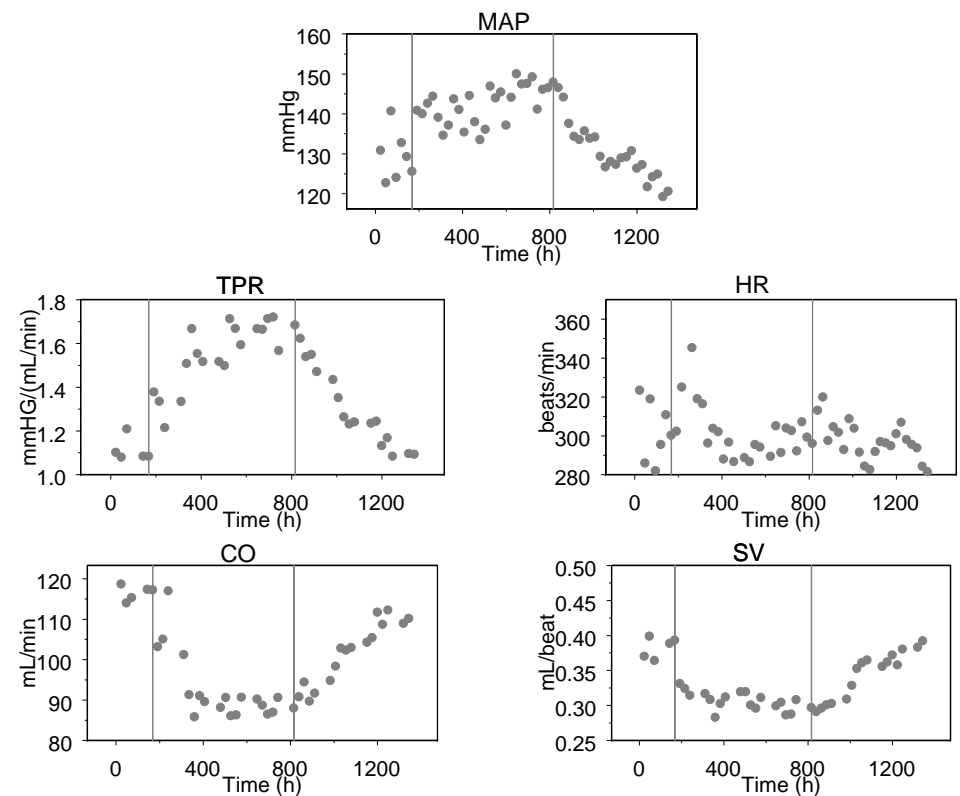 MAP
160
150
140
130
120
mmHg
0 400 800 1200
Time (h)
TPR
1.8
1.6
1.4
1.2
1.0
mmHG/(mL/min)
0 400 800 1200
Time (h)
HR
360
340
320
300
280
beats/min
0 400 800 1200
Time (h)
CO
120
110
100
90
80
mL/min
0 400 800 1200
Time (h)
SV
0.50
0.45
0.40
0.35
0.30
0.25
mL/beat
0 400 800 1200
Time (h)